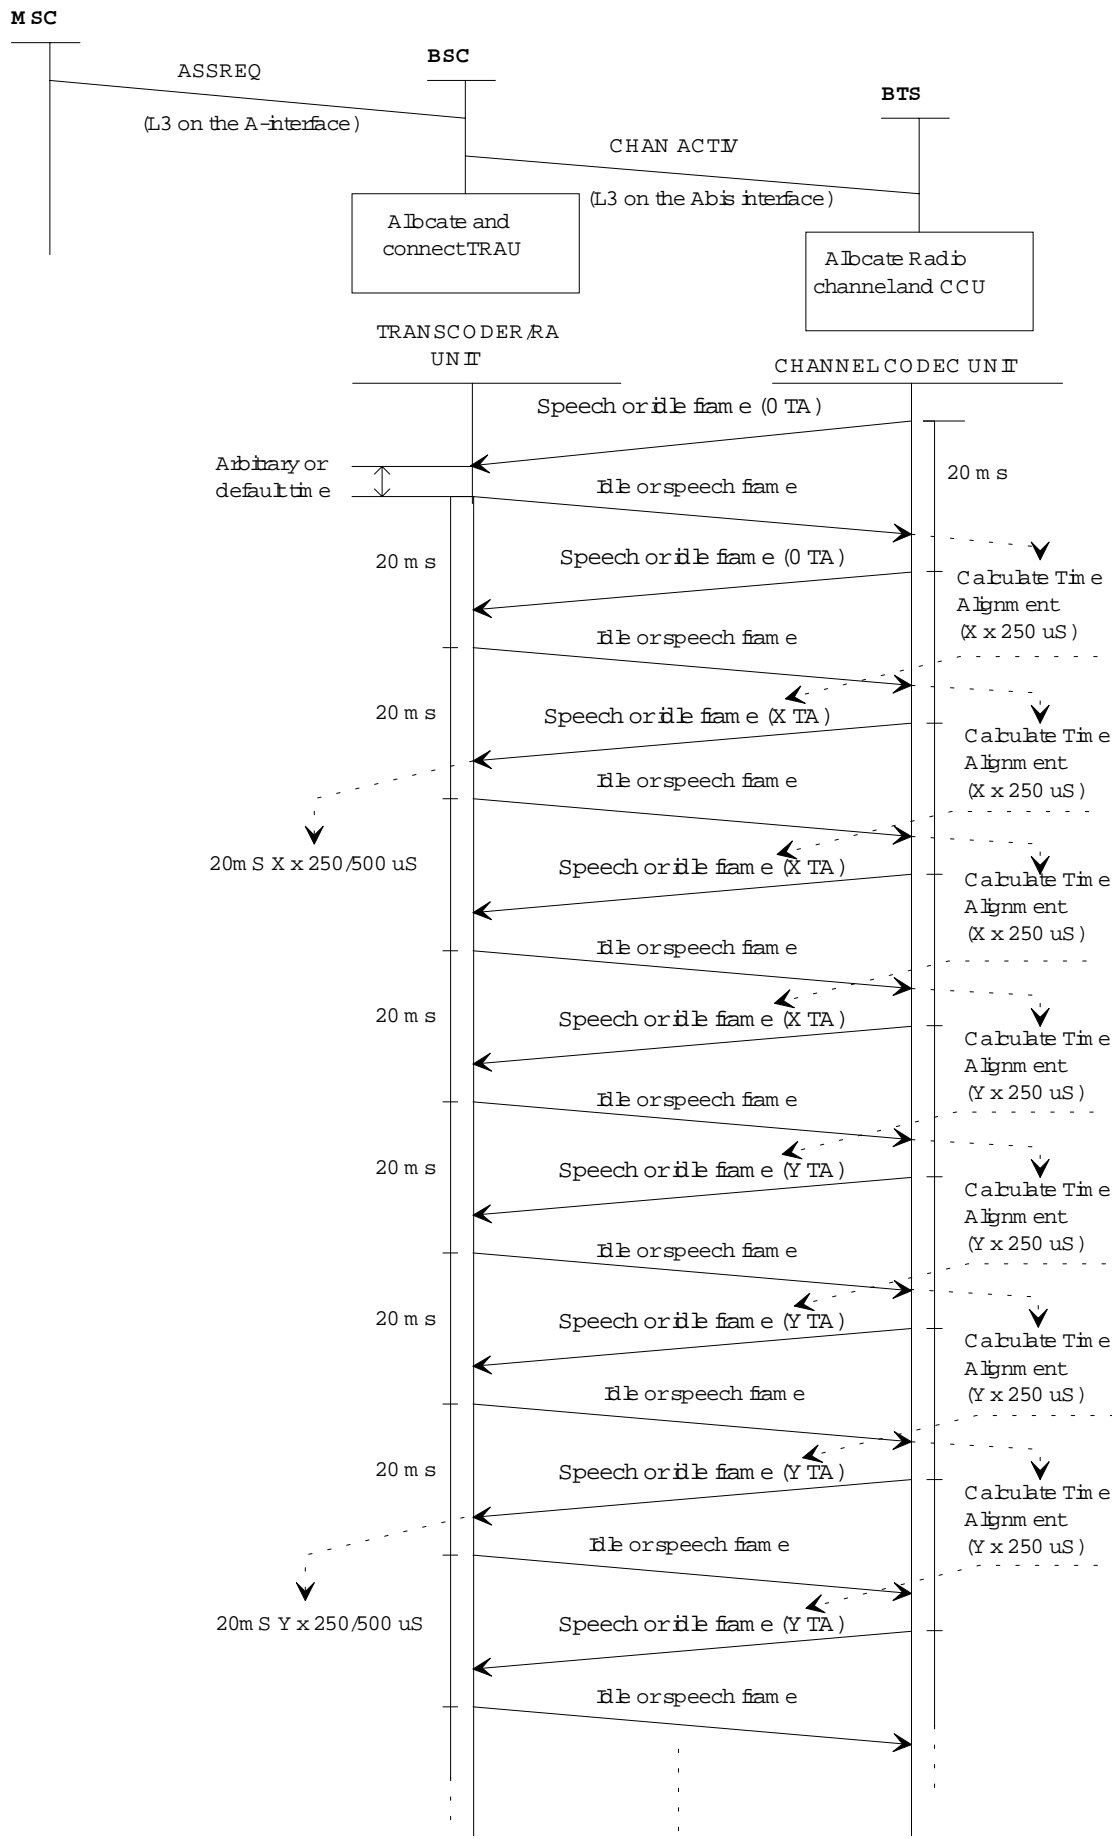 MSC
BSC
ASSREQ
BTS
(L3 on the A-interface)
CHAN ACTIV
(L3 on the Abis interface)
Allocate and
connect TRAU
Allocate Radio
channel and CCU
TRANSCODER/RA
UNIT
CHANNEL CODEC UNIT
Speech or idle frame (0 TA)
Arbitrary or
default time
20 ms
Idle or speech frame
20 ms
Speech or idle frame (0 TA)
Calculate Time
Alignment
(X x 250 uS)
Idle or speech frame
20 ms
Speech or idle frame (X TA)
Calculate Time
Alignment
(X x 250 uS)
Idle or speech frame
20mS X x 250/500 uS
Speech or idle frame (X TA)
Calculate Time
Alignment
(X x 250 uS)
Idle or speech frame
20 ms
Speech or idle frame (X TA)
Calculate Time
Alignment
(Y x 250 uS)
Idle or speech frame
20 ms
Speech or idle frame (Y TA)
Calculate Time
Alignment
(Y x 250 uS)
Idle or speech frame
20 ms
Speech or idle frame (Y TA)
Calculate Time
Alignment
(Y x 250 uS)
Idle or speech frame
20 ms
Speech or idle frame (Y TA)
Calculate Time
Alignment
(Y x 250 uS)
Idle or speech frame
20mS Y x 250/500 uS
Speech or idle frame (Y TA)
Idle or speech frame